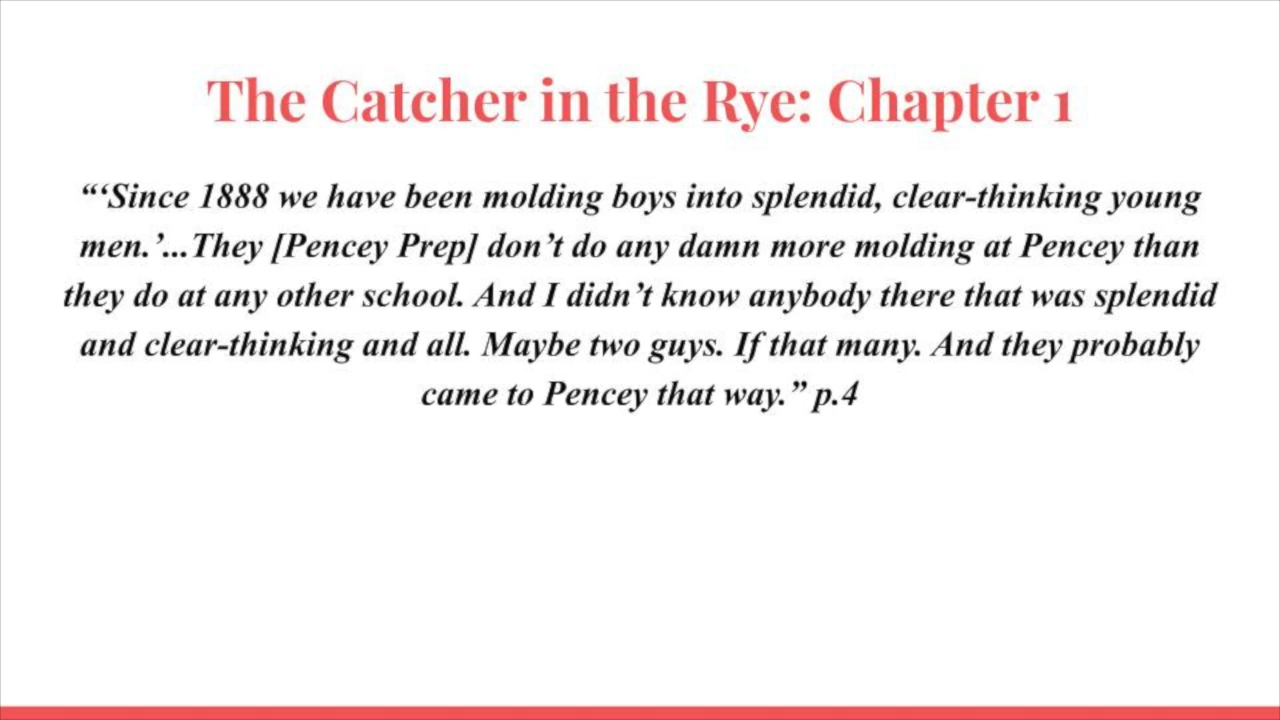 The Catcher in the Rye: Chapter 1
“‘Since 1888 we have been molding boys into splendid, clear-thinking young
men.’...They [Pencey Prep] don’t do any damn more molding at Pencey than
they do at any other school. And I didn’t know anybody there that was splendid
and clear-thinking and all. Maybe two guys. If that many. And they probably
came to Pencey that way.” p.4